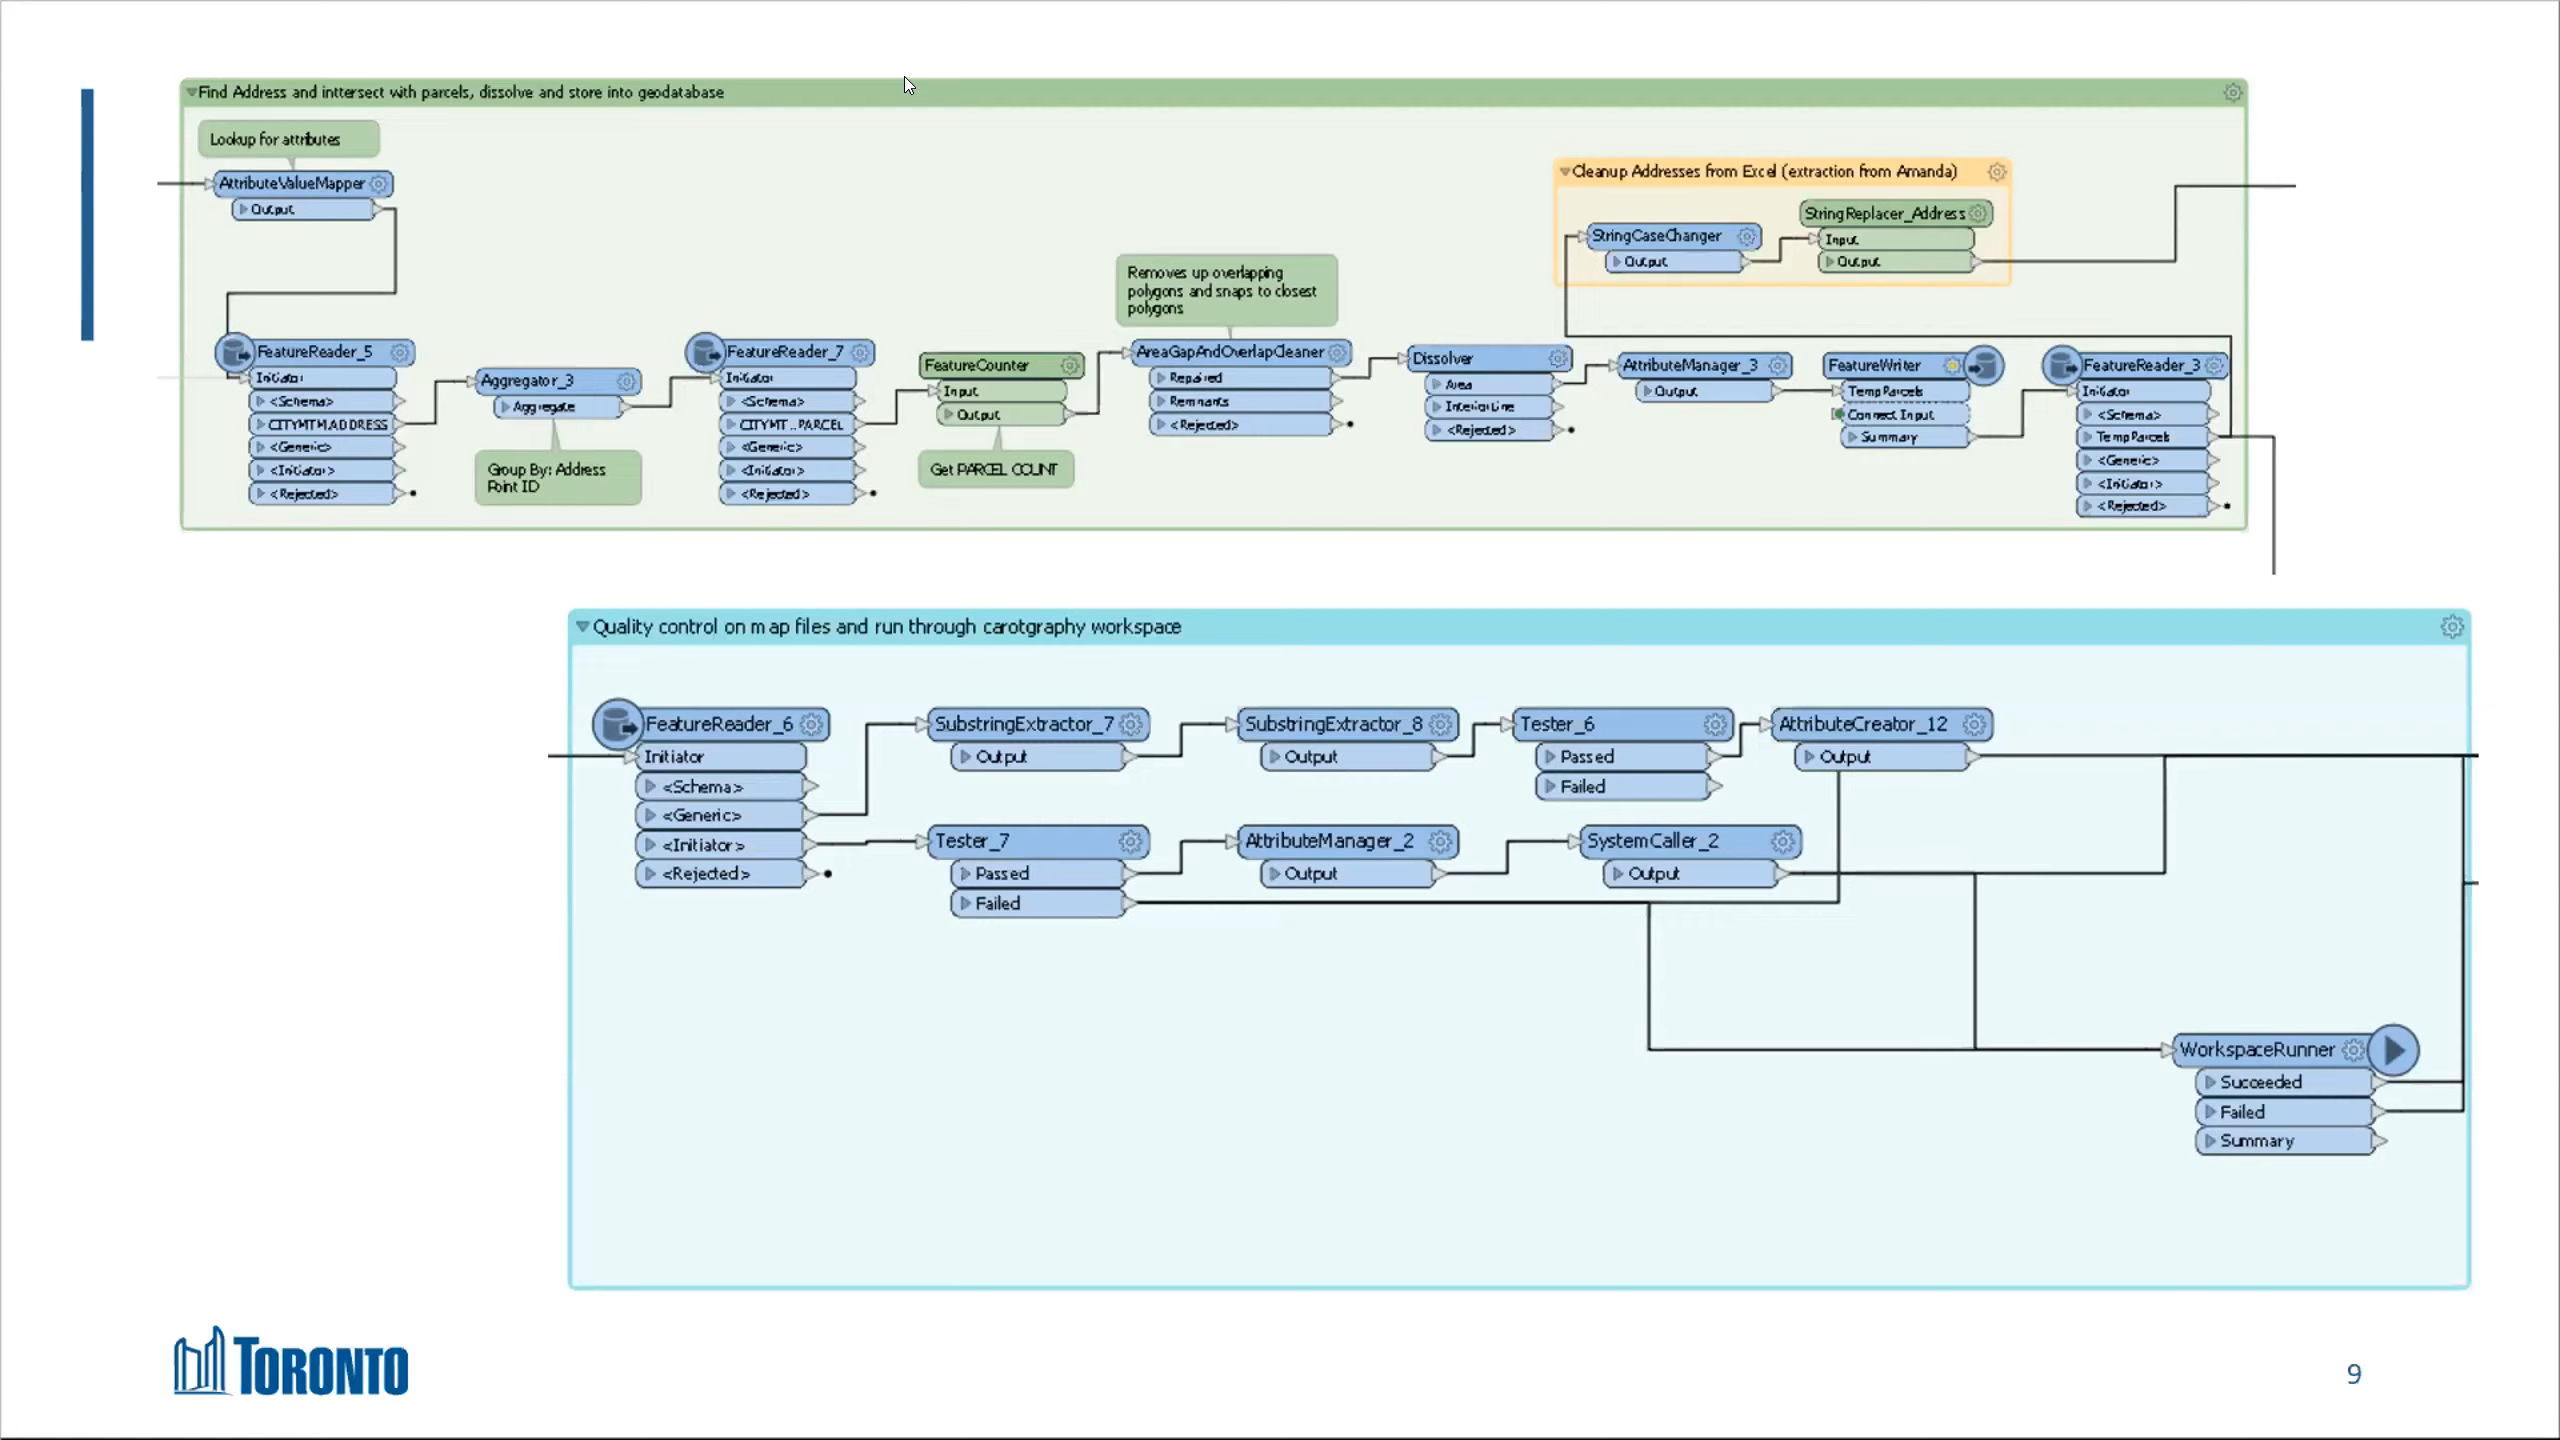 Find Address and inttersect with parcels, dissolve and store into geodatabase
Lookup for attributes
AttributeValueMapper
Output
Cleanup Addresses from Excel (extraction from Amanda)
StringCaseChanger
Output
StringReplacer_Address
Input
Output
FeatureReader_5
Initiator
<Schema>
CITYMTM.ADDRESS
<Generic>
<Initiator>
<Rejected>
Aggregator_3
Aggregate
Group By: Address
Point ID
FeatureReader_7
Initiator
<Schema>
CITYMT...PARCEL
<Generic>
<Initiator>
<Rejected>
FeatureCounter
Input
Output
Get PARCEL COUNT
Removes up overlapping
polygons and snaps to closest
polygons
AreaGapAndOverlapCleaner
Repaired
Remnants
<Rejected>
Dissolver
Area
InteriorLine
<Rejected>
AttributeManager_3
Output
FeatureWriter
TempParcels
Connect Input
Summary
FeatureReader_3
Initiator
<Schema>
TempParcels
<Generic>
<Initiator>
<Rejected>
Quality control on map files and run through carotgraphy workspace
FeatureReader_6
Initiator
<Schema>
<Generic>
<Initiator>
<Rejected>
SubstringExtractor_7
Output
SubstringExtractor_8
Output
Tester_6
Passed
Failed
AttributeCreator_12
Output
Tester_7
Passed
Failed
AttributeManager_2
Output
SystemCaller_2
Output
WorkspaceRunner
Succeeded
Failed
Summary
TORONTO
9